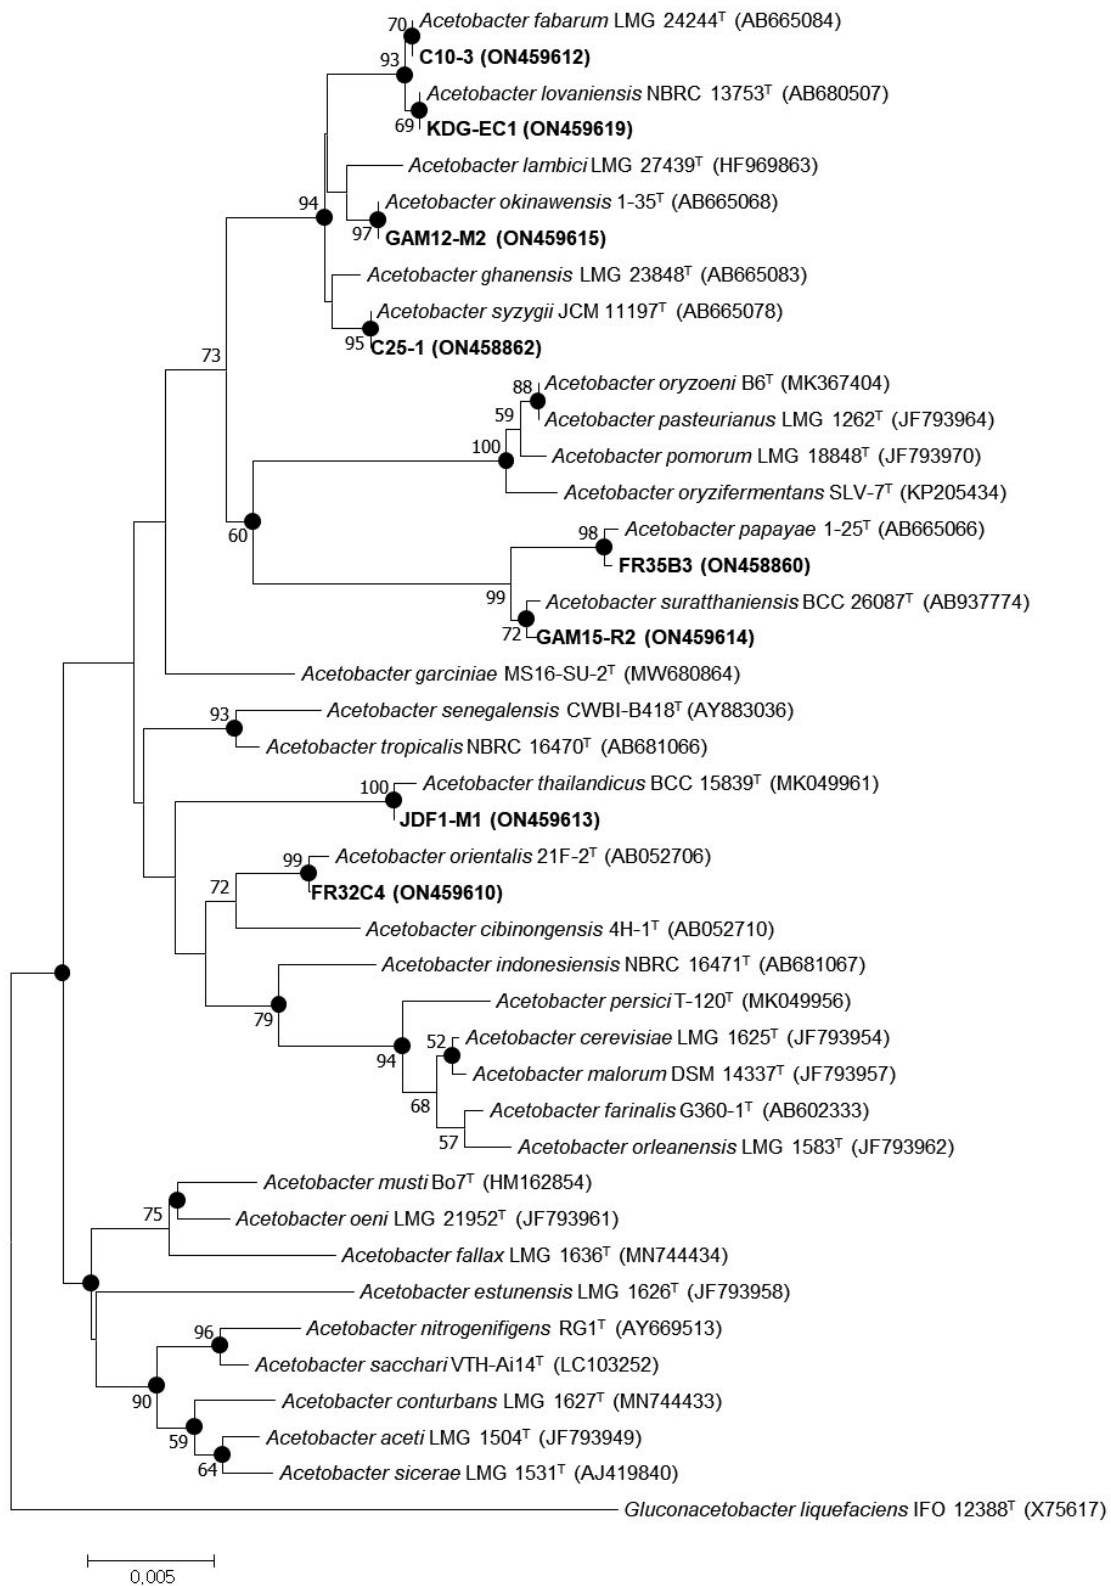 70 Acetobacter fabarum LMG 24244ᵀ (AB665084)
C10-3 (ON459612)
93
Acetobacter lovaniensis NBRC 13753ᵀ (AB680507)
69 KDG-EC1 (ON459619)
Acetobacter lambici LMG 27439ᵀ (HF969863)
94 Acetobacter okinawensis 1-35ᵀ (AB665068)
97 GAM12-M2 (ON459615)
Acetobacter ghanensis LMG 23848ᵀ (AB665083)
Acetobacter syzygii JCM 11197ᵀ (AB665078)
95 C25-1 (ON458862)
73
88 Acetobacter oryzoeni B6ᵀ (MK367404)
59 Acetobacter pasteurianus LMG 1262ᵀ (JF793964)
100 Acetobacter pomorum LMG 18848ᵀ (JF793970)
Acetobacter oryzifermentans SLV-7ᵀ (KP205434)
60 98 Acetobacter papayae 1-25ᵀ (AB665066)
FR35B3 (ON458860)
99 Acetobacter suratthaniensis BCC 26087ᵀ (AB937774)
72 GAM15-R2 (ON459614)
Acetobacter garciniae MS16-SU-2ᵀ (MW680864)
93 Acetobacter senegalensis CWBI-B418ᵀ (AY883036)
Acetobacter tropicalis NBRC 16470ᵀ (AB681066)
100 Acetobacter thailandicus BCC 15839ᵀ (MK049961)
JDF1-M1 (ON459613)
99 Acetobacter orientalis 21F-2ᵀ (AB052706)
72 FR32C4 (ON459610)
Acetobacter cibinongensis 4H-1ᵀ (AB052710)
Acetobacter indonesiensis NBRC 16471ᵀ (AB681067)
79 Acetobacter persici T-120ᵀ (MK049956)
52 Acetobacter cerevisiae LMG 1625ᵀ (JF793954)
94 Acetobacter malorum DSM 14337ᵀ (JF793957)
68 Acetobacter farinalis G360-1ᵀ (AB602333)
57 Acetobacter orleanensis LMG 1583ᵀ (JF793962)
Acetobacter musti Bo7ᵀ (HM162854)
75 Acetobacter oeni LMG 21952ᵀ (JF793961)
Acetobacter fallax LMG 1636ᵀ (MN744434)
Acetobacter estunensis LMG 1626ᵀ (JF793958)
96 Acetobacter nitrogenifigens RG1ᵀ (AY669513)
Acetobacter sacchari VTH-Ai14ᵀ (LC103252)
90 Acetobacter conturbans LMG 1627ᵀ (MN744433)
59 Acetobacter aceti LMG 1504ᵀ (JF793949)
64 Acetobacter sicerae LMG 1531ᵀ (AJ419840)
Gluconacetobacter liquefaciens IFO 12388ᵀ (X75617)
0,005